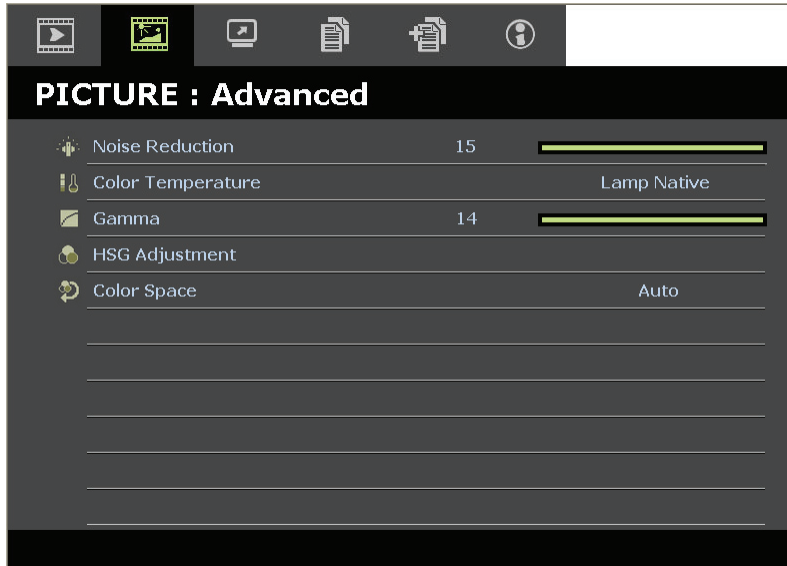 PICTURE : Advanced
Noise Reduction 15
Color Temperature Lamp Native
Gamma 14
HSG Adjustment
Color Space Auto